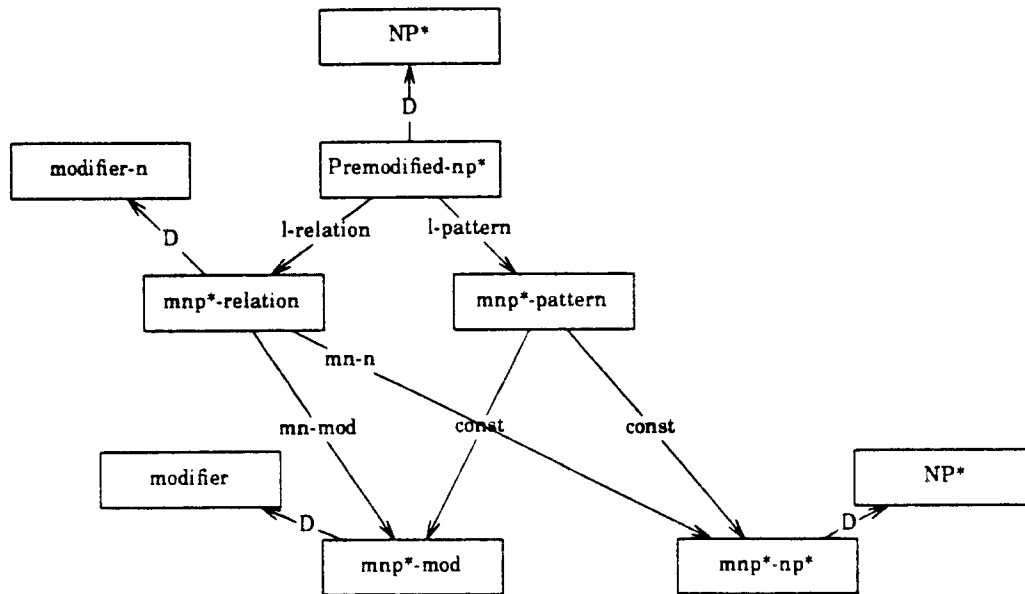 NP*
D
modifier-n
Premodified-np*
D
l-relation
l-pattern
mnp*-relation
mnp*-pattern
mn-n
mn-mod
const
const
modifier
NP*
D
D
mnp*-mod
mnp*-np*